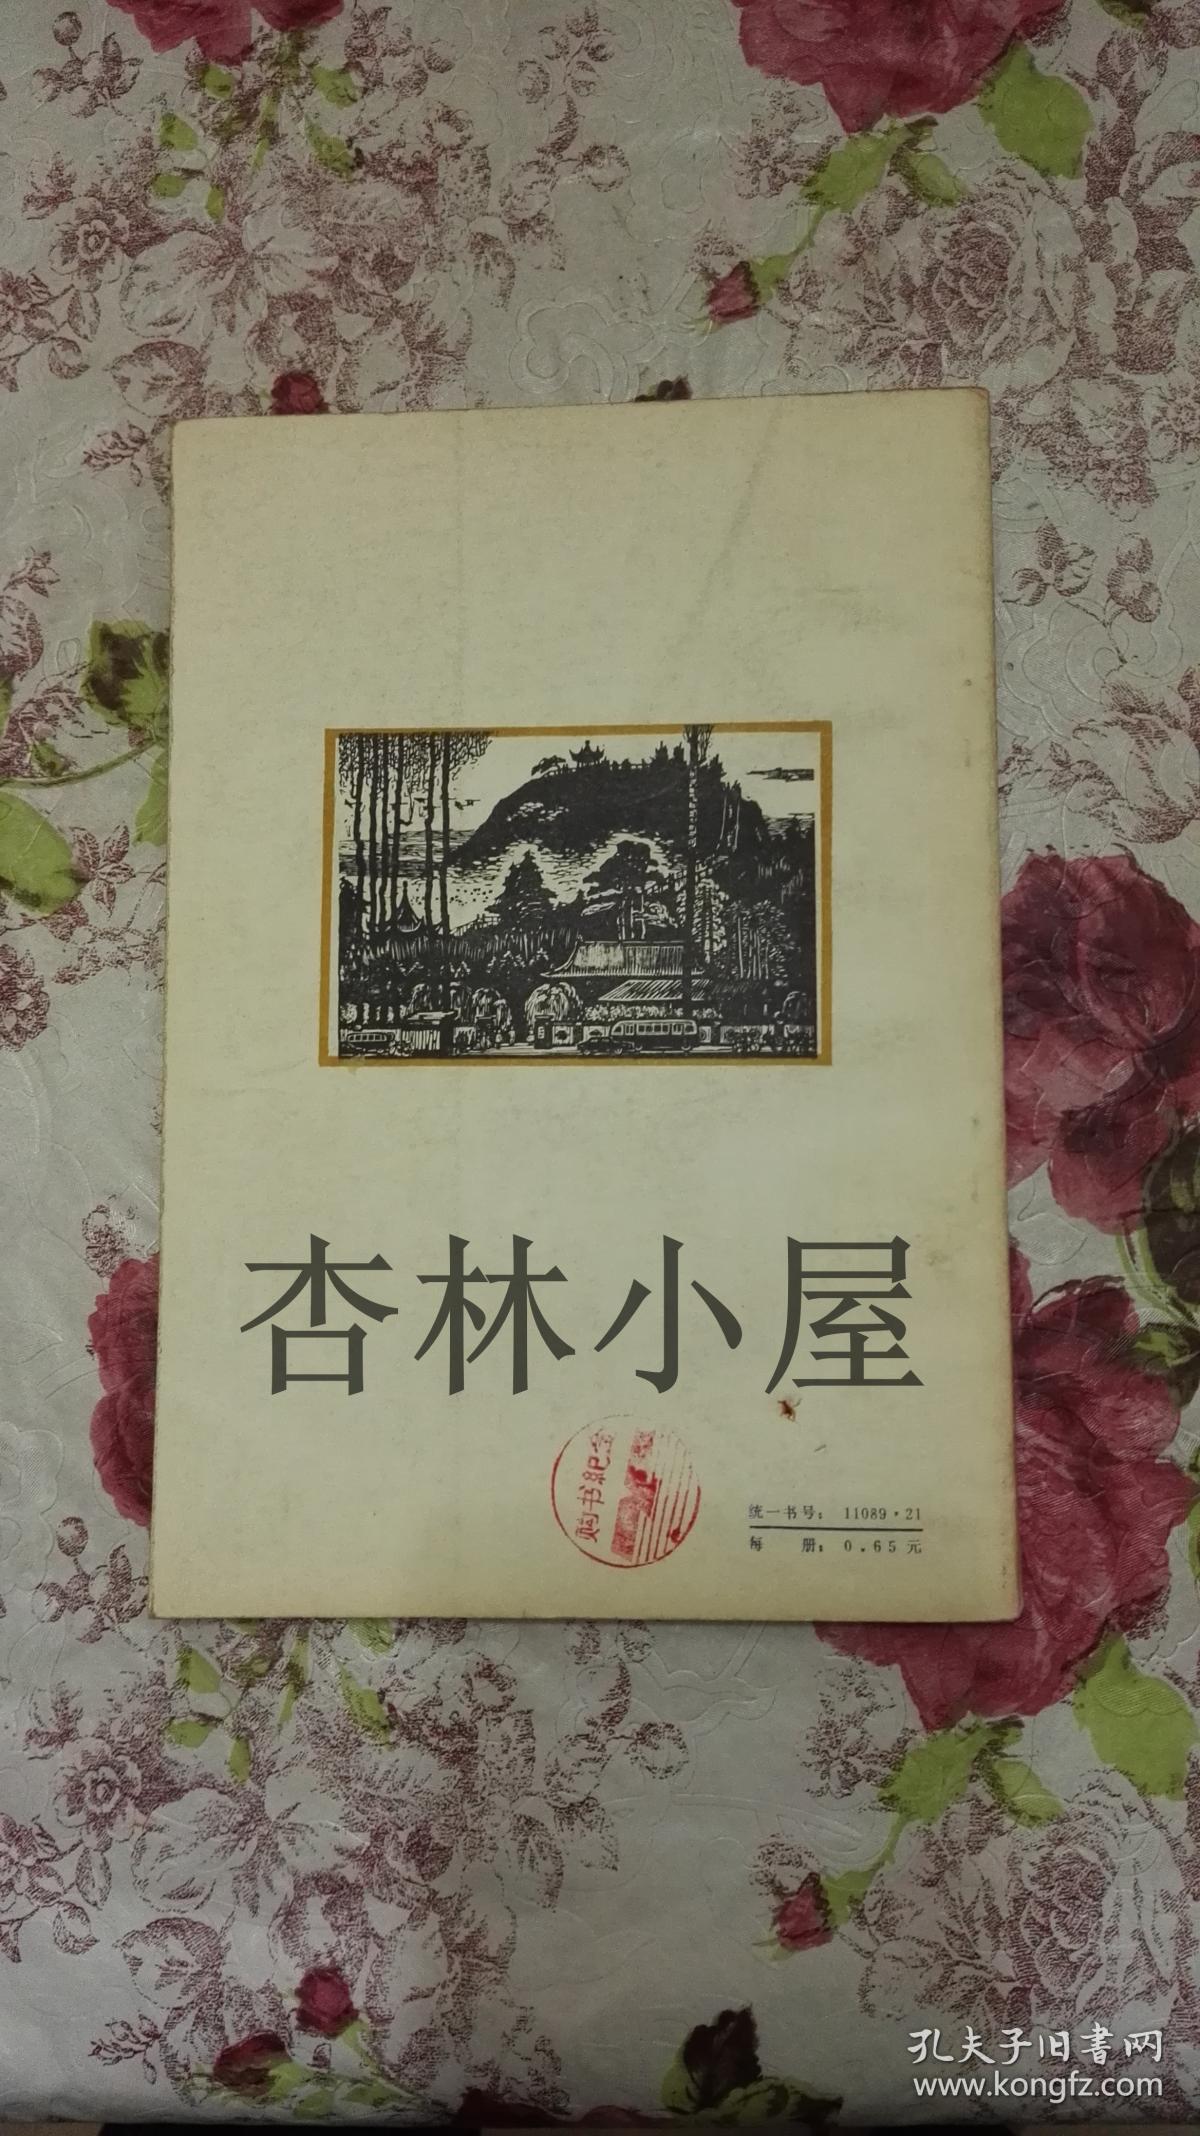 杏林小屋
购书纪念
统一书号：11089·21
每 册：0.65元
孔夫子旧書网
www.kongfz.com